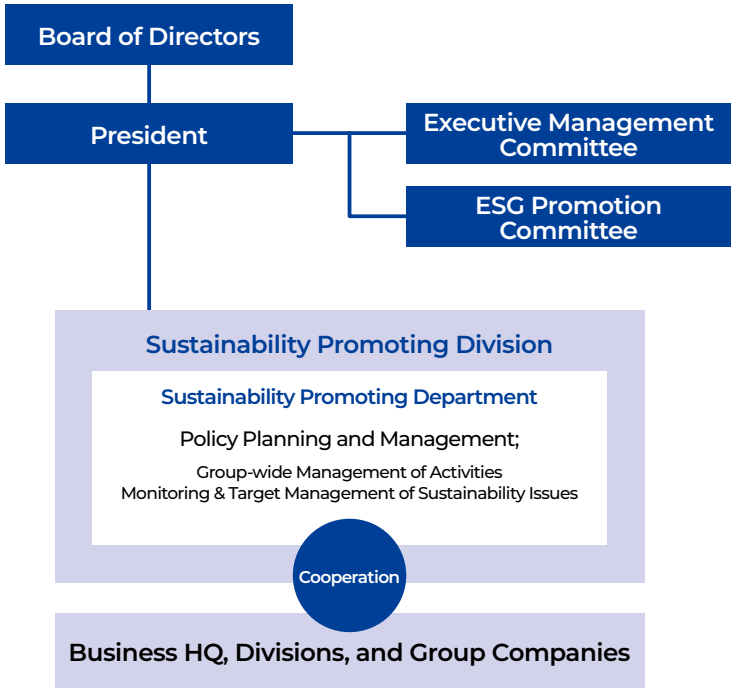 Board of Directors
President
Executive Management
Committee
ESG Promotion
Committee
Sustainability Promoting Division
Sustainability Promoting Department
Policy Planning and Management;
Group-wide Management of Activities
Monitoring & Target Management of Sustainability Issues
Cooperation
Business HQ, Divisions, and Group Companies